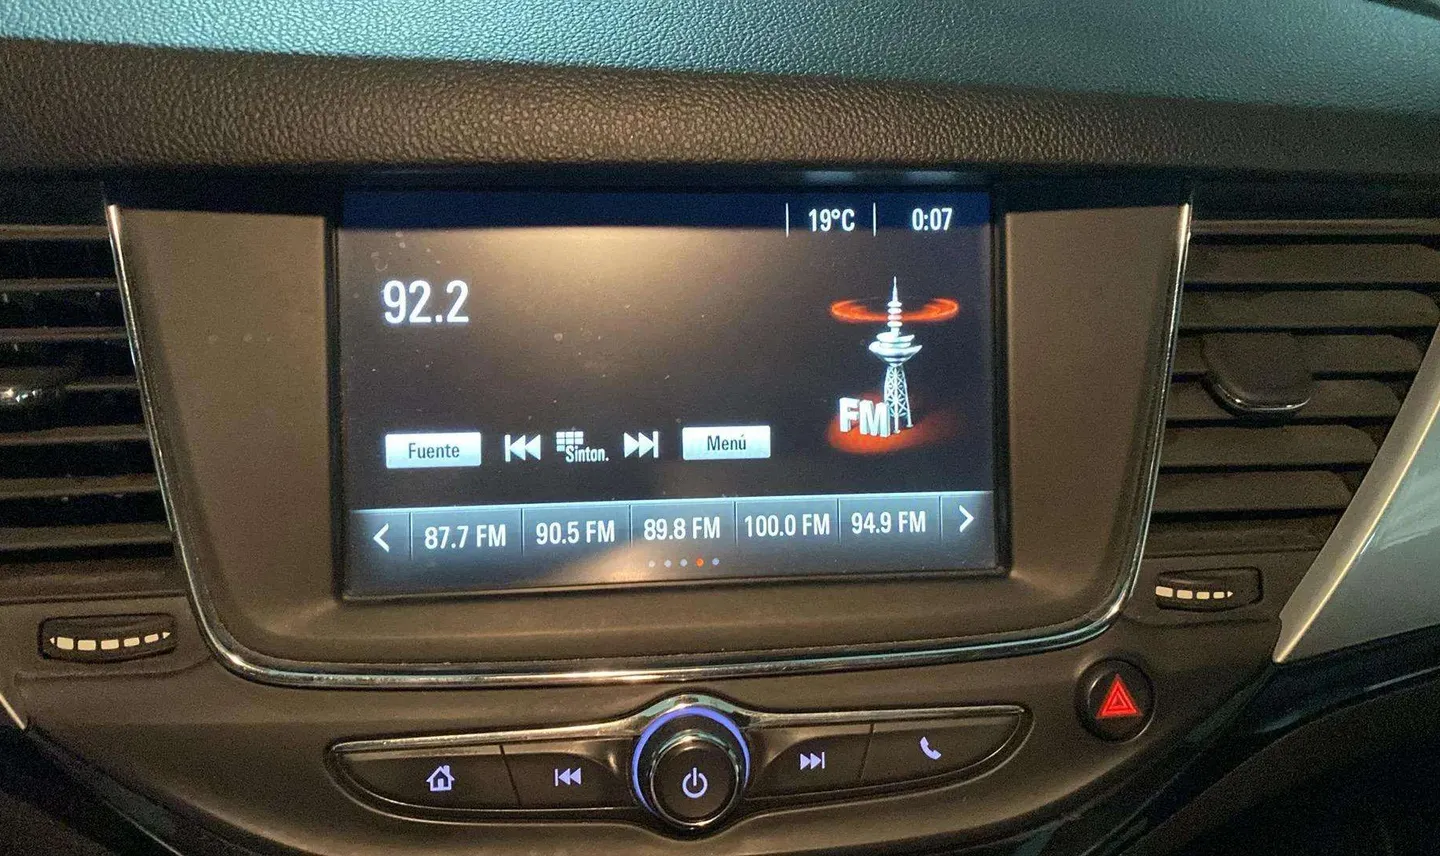 19°C 0:07
92.2
FM
Fuente Sinton. Menú
87.7 FM 90.5 FM 89.8 FM 100.0 FM 94.9 FM